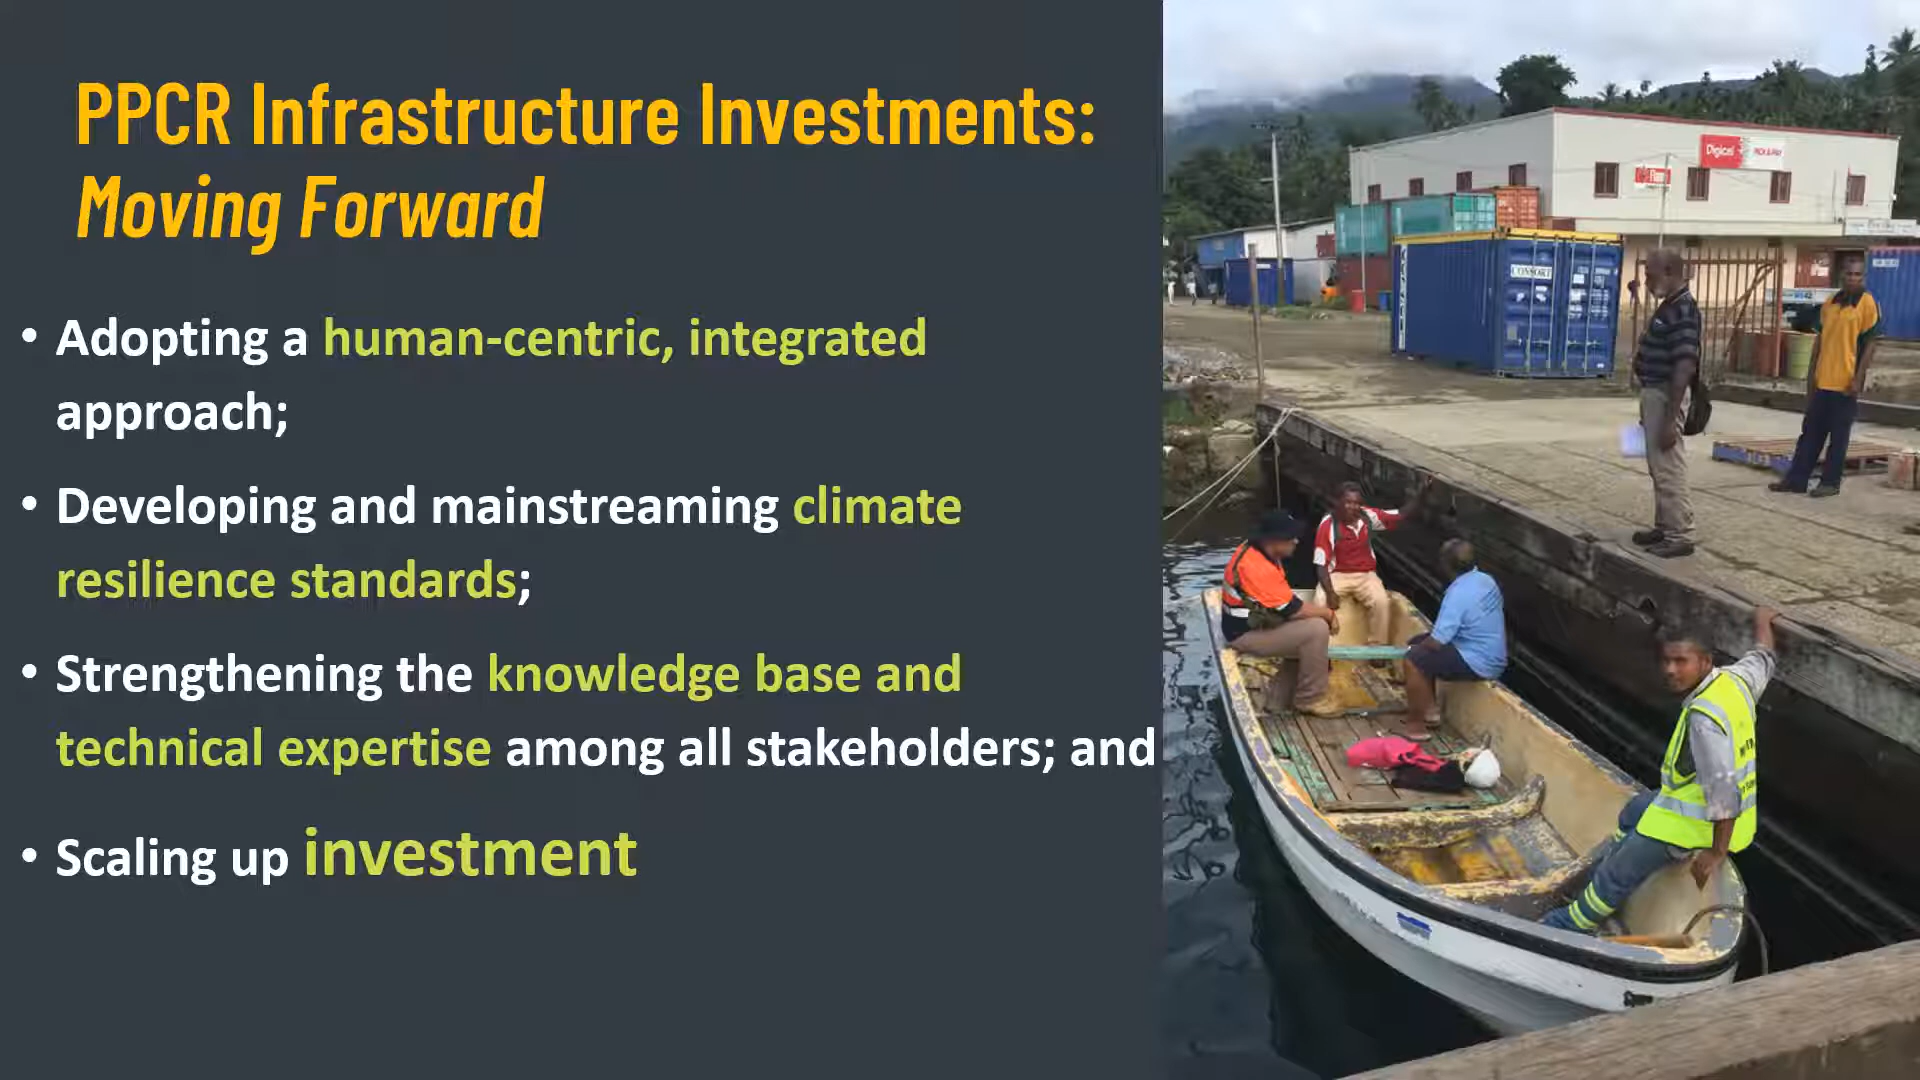 PPCR Infrastructure Investments:
Moving Forward
• Adopting a human-centric, integrated
approach;
• Developing and mainstreaming climate
resilience standards;
• Strengthening the knowledge base and
technical expertise among all stakeholders; and
• Scaling up investment
Digicel
CONSORT